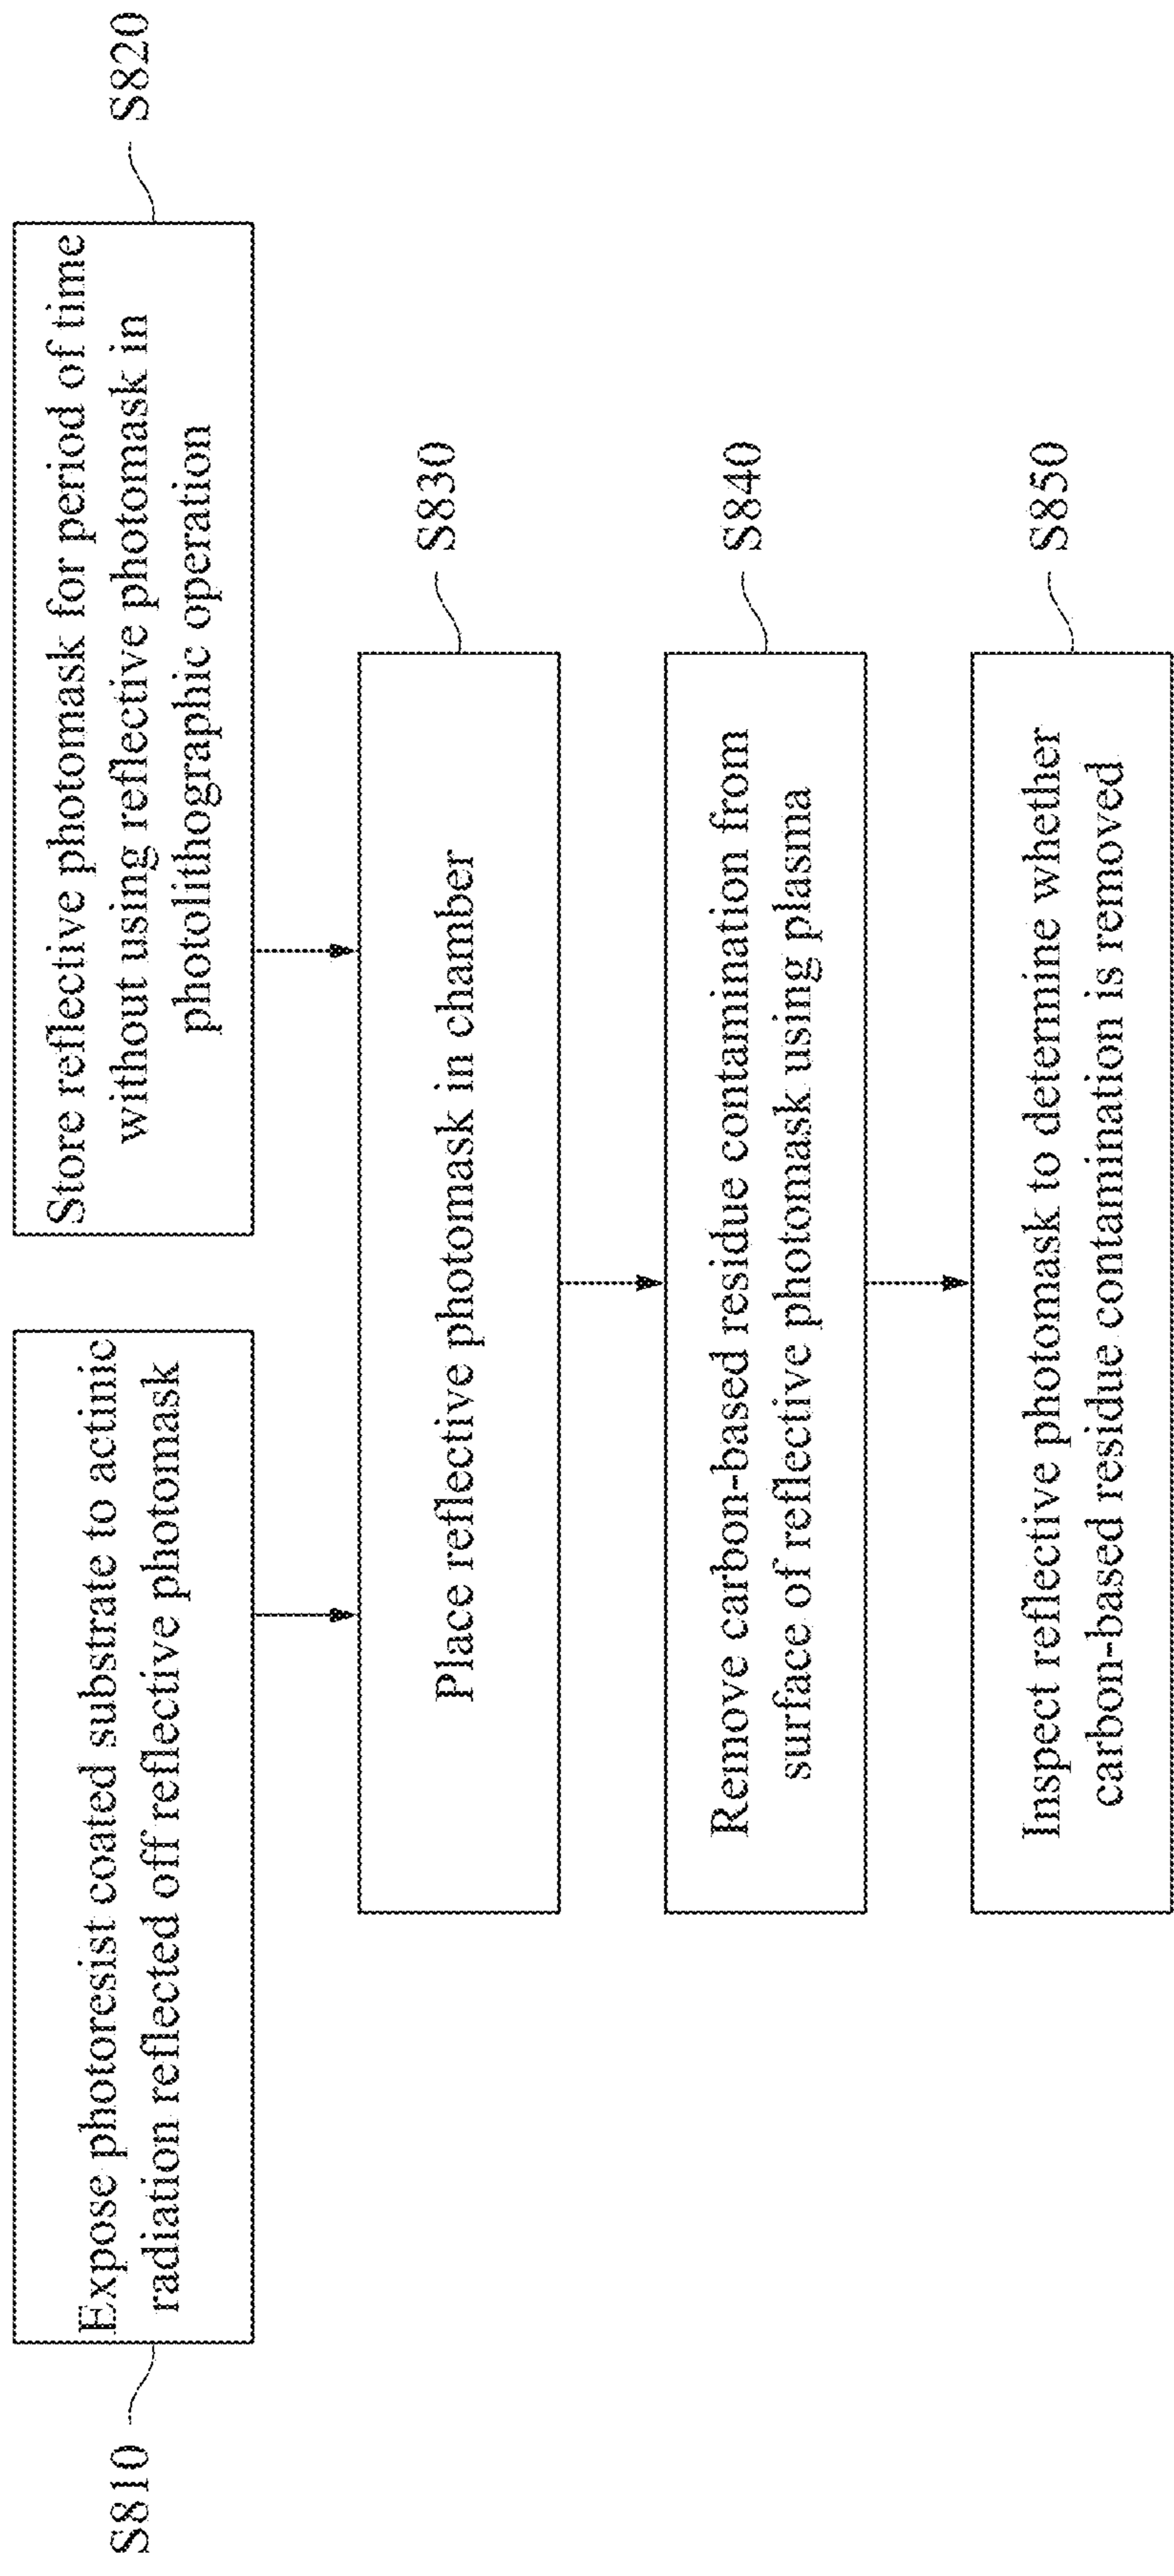 S810
Expose photoresist coated substrate to actinic
radiation reflected off reflective photomask
Store reflective photomask for period of time
without using reflective photomask in
photolithographic operation
S820
Place reflective photomask in chamber
S830
Remove carbon-based residue contamination from
surface of reflective photomask using plasma
S840
Inspect reflective photomask to determine whether
carbon-based residue contamination is removed
S850